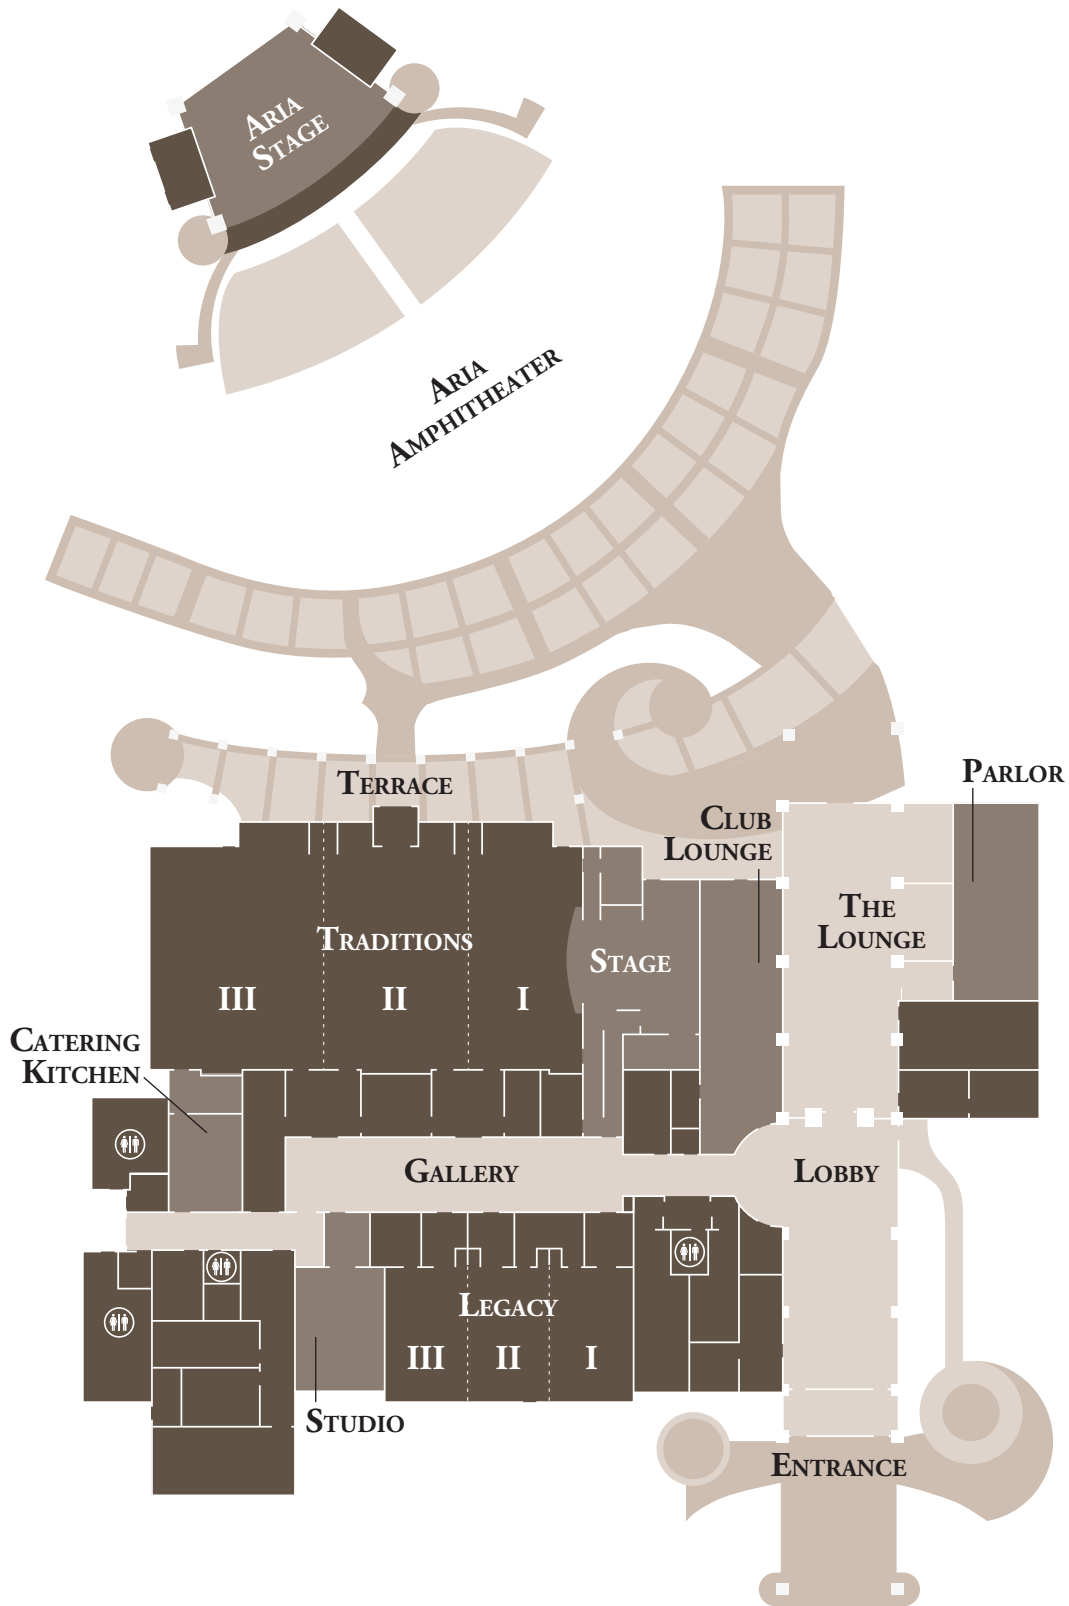 ARIA
STAGE
ARIA
AMPHITHEATER
TERRACE
PARLOR
CLUB
LOUNGE
THE
LOUNGE
TRADITIONS
STAGE
III II I
CATERING
KITCHEN
GALLERY
LOBBY
LEGACY
III II I
STUDIO
ENTRANCE